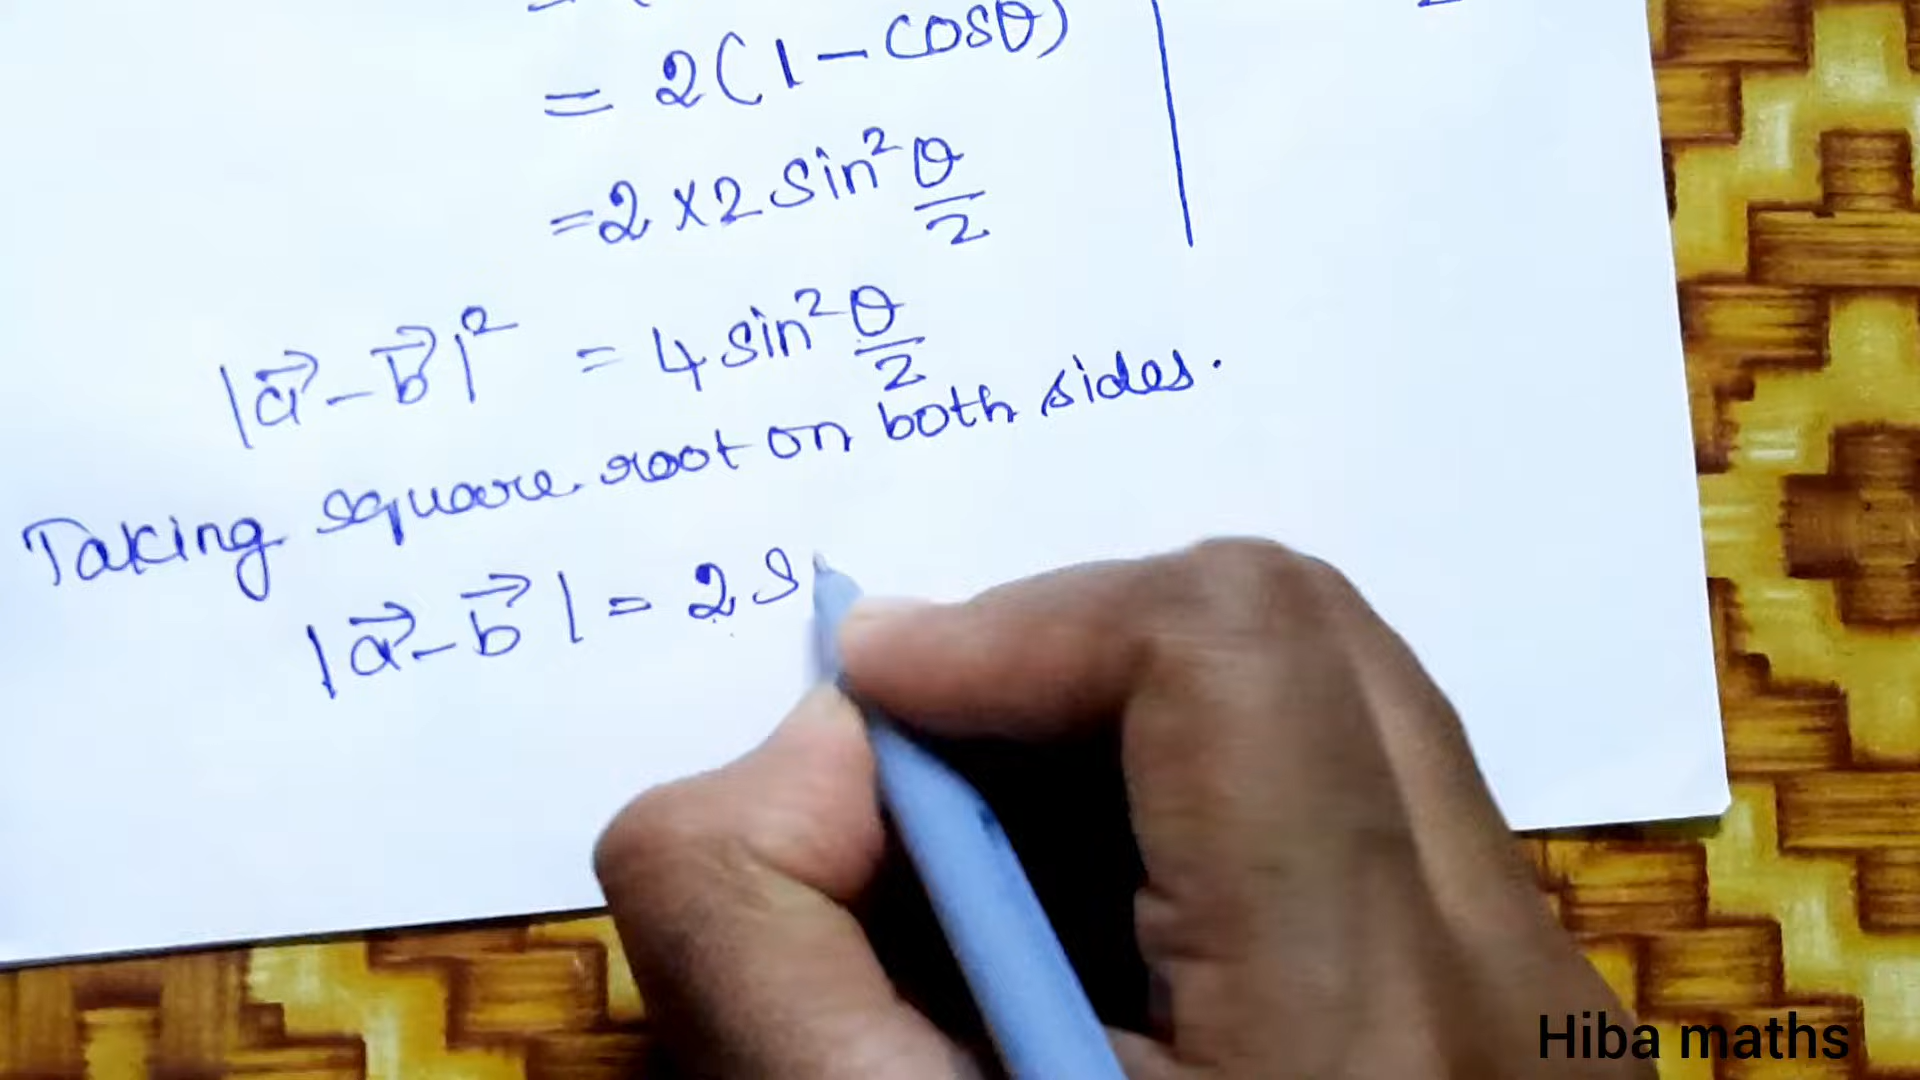 = 2(1 - cosθ)
= 2 × 2 sin² θ/2
|a⃗ - b⃗|² = 4 sin² θ/2
Taking square root on both sides.
|a⃗ - b⃗| = 2 s
Hiba maths